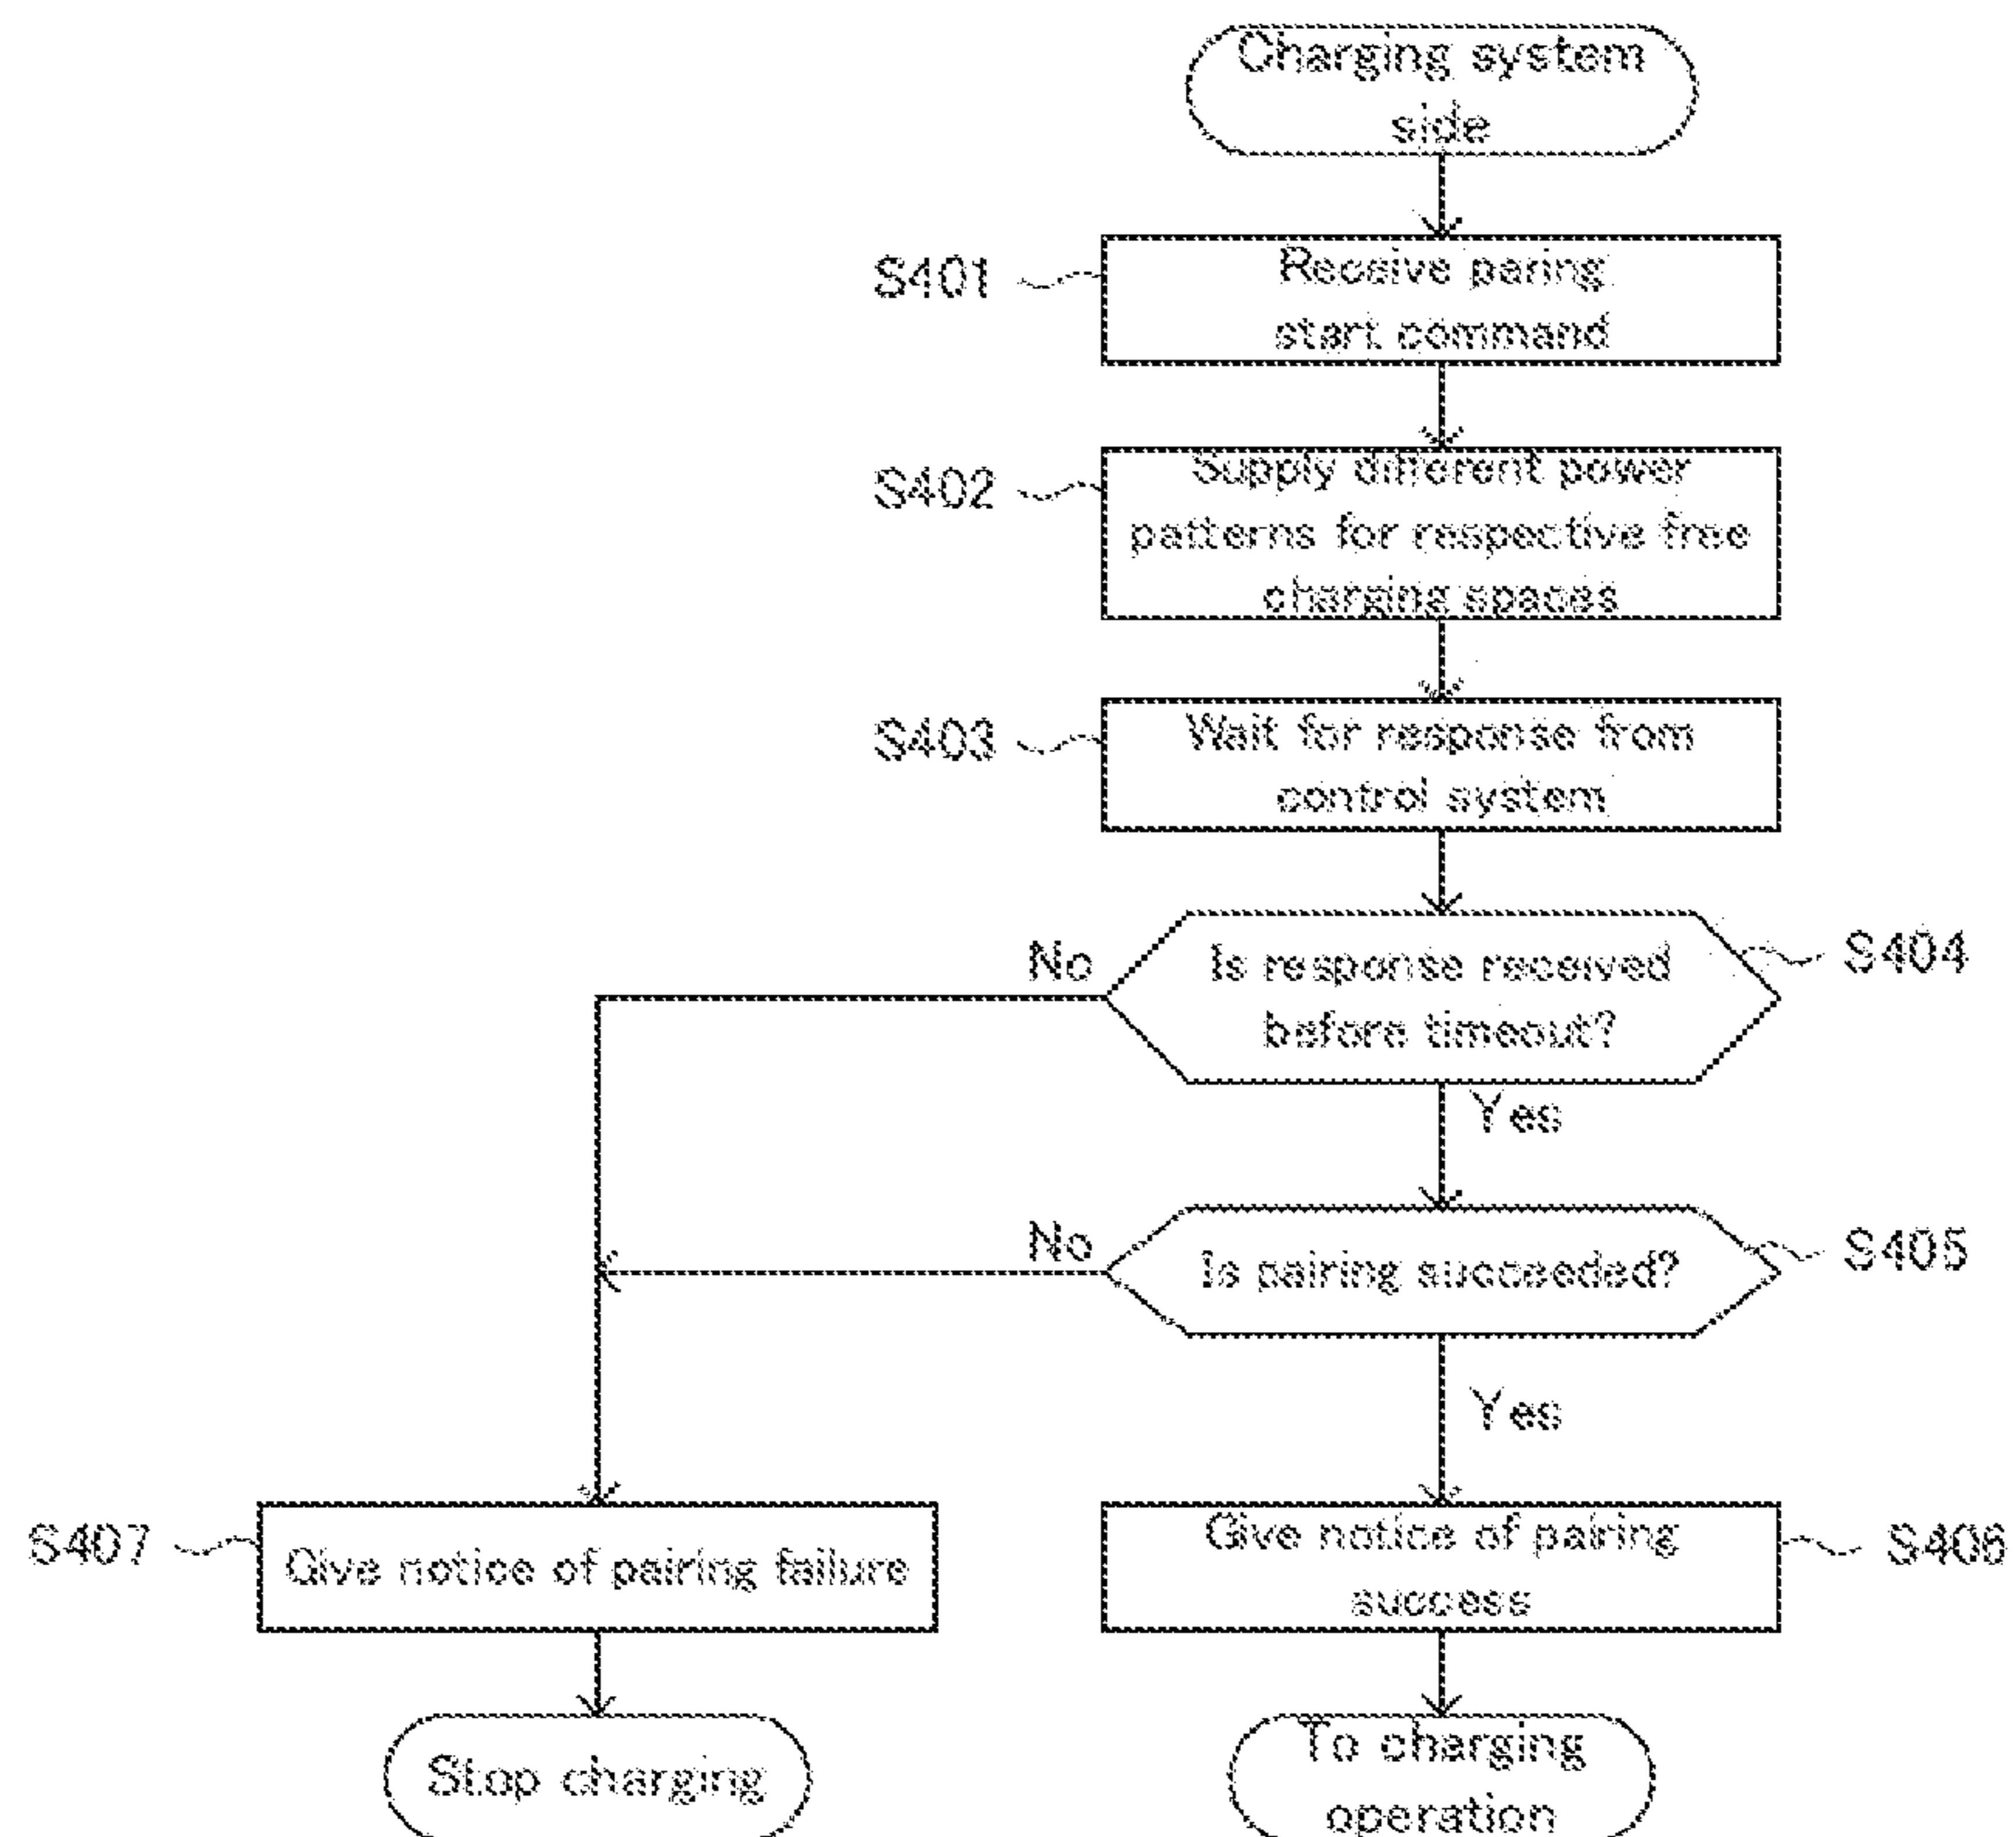 Charging system
side
S401
Receive paring
start command
S402
Supply different power
patterns for respective free
charging spaces
S403
Wait for response from
control system
No
Is response received
before timeout?
S404
Yes
No
Is pairing succeeded?
S405
Yes
S407
Give notice of pairing failure
Give notice of pairing
success
S406
Stop charging
To charging
operation